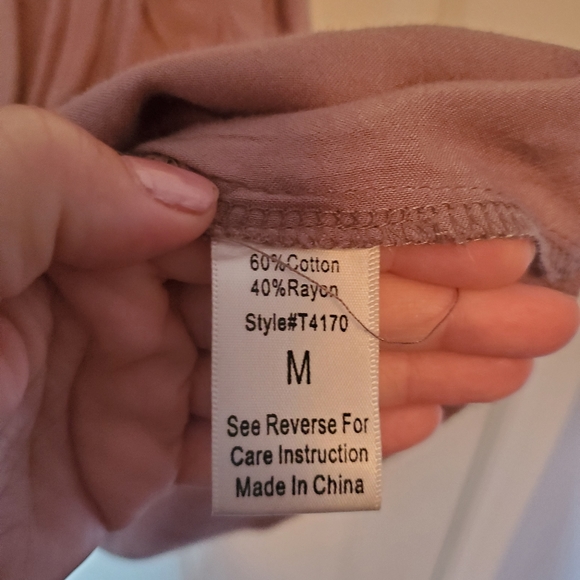 60%Cotton
40%Rayon
Style#T4170
M
See Reverse For
Care Instruction
Made In China